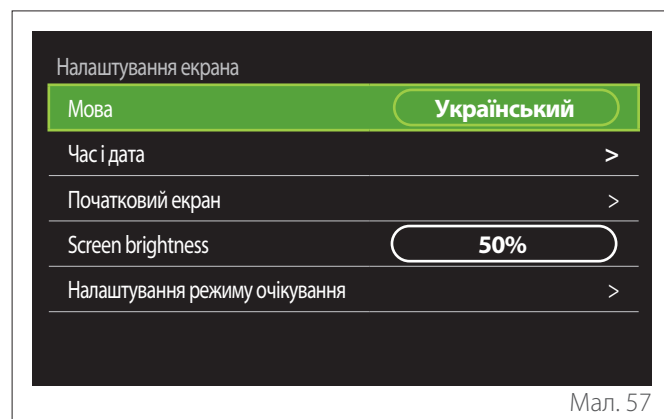 Налаштування екрана
Мова Український
Час і дата >
Початковий екран >
Screen brightness 50%
Налаштування режиму очікування >
Мал. 57